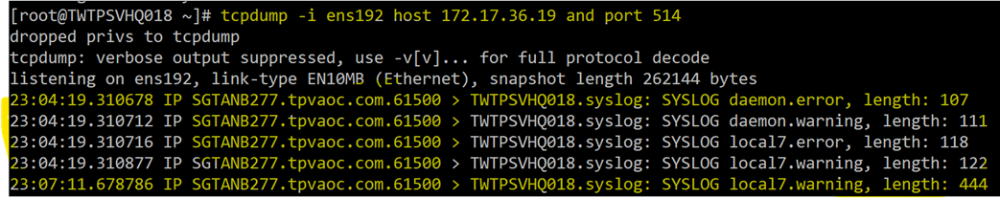 [root@TWTPSVHQ018 ~]# tcpdump -i ens192 host 172.17.36.19 and port 514
dropped privs to tcpdump
tcpdump: verbose output suppressed, use -v[v]... for full protocol decode
listening on ens192, link-type EN10MB (Ethernet), snapshot length 262144 bytes
23:04:19.310678 IP SGTANB277.tpvaoc.com.61500 > TWTPSVHQ018.syslog: SYSLOG daemon.error, length: 107
23:04:19.310712 IP SGTANB277.tpvaoc.com.61500 > TWTPSVHQ018.syslog: SYSLOG daemon.warning, length: 111
23:04:19.310716 IP SGTANB277.tpvaoc.com.61500 > TWTPSVHQ018.syslog: SYSLOG local7.error, length: 118
23:04:19.310877 IP SGTANB277.tpvaoc.com.61500 > TWTPSVHQ018.syslog: SYSLOG local7.warning, length: 122
23:07:11.678786 IP SGTANB277.tpvaoc.com.61500 > TWTPSVHQ018.syslog: SYSLOG local7.warning, length: 444